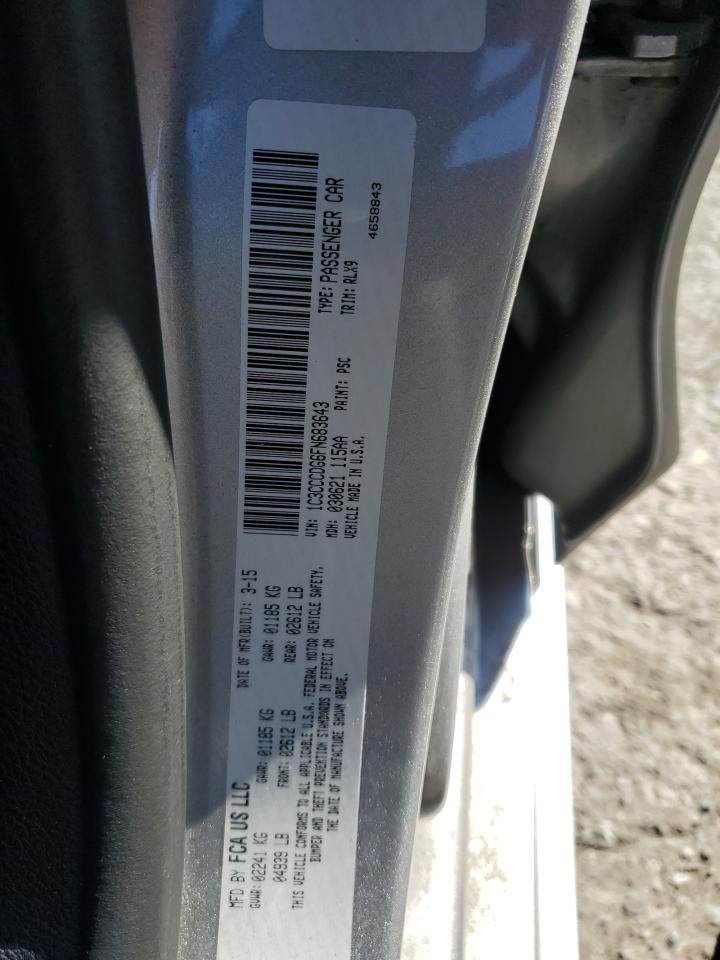 MFD BY FCA US LLC DATE OF MFR(BUILT): 3-15
GVWR: 02241 KG GAWR: 01185 KG GAWR: 01185 KG
04939 LB FRONT: 02612 LB REAR: 02612 LB
THIS VEHICLE CONFORMS TO ALL APPLICABLE U.S.A. FEDERAL MOTOR VEHICLE SAFETY,
BUMPER AND THEFT PREVENTION STANDARDS IN EFFECT ON
THE DATE OF MANUFACTURE SHOWN ABOVE.
VIN: 1C3CCCDG6FN683643 TYPE: PASSENGER CAR
MDH: 030621 115AA PAINT: PSC TRIM: RLX9
VEHICLE MADE IN U.S.A.
4658843